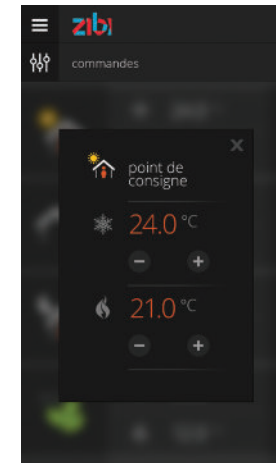 zibi
commandes
x
point de
consigne
24.0 °C
− +
21.0 °C
− +